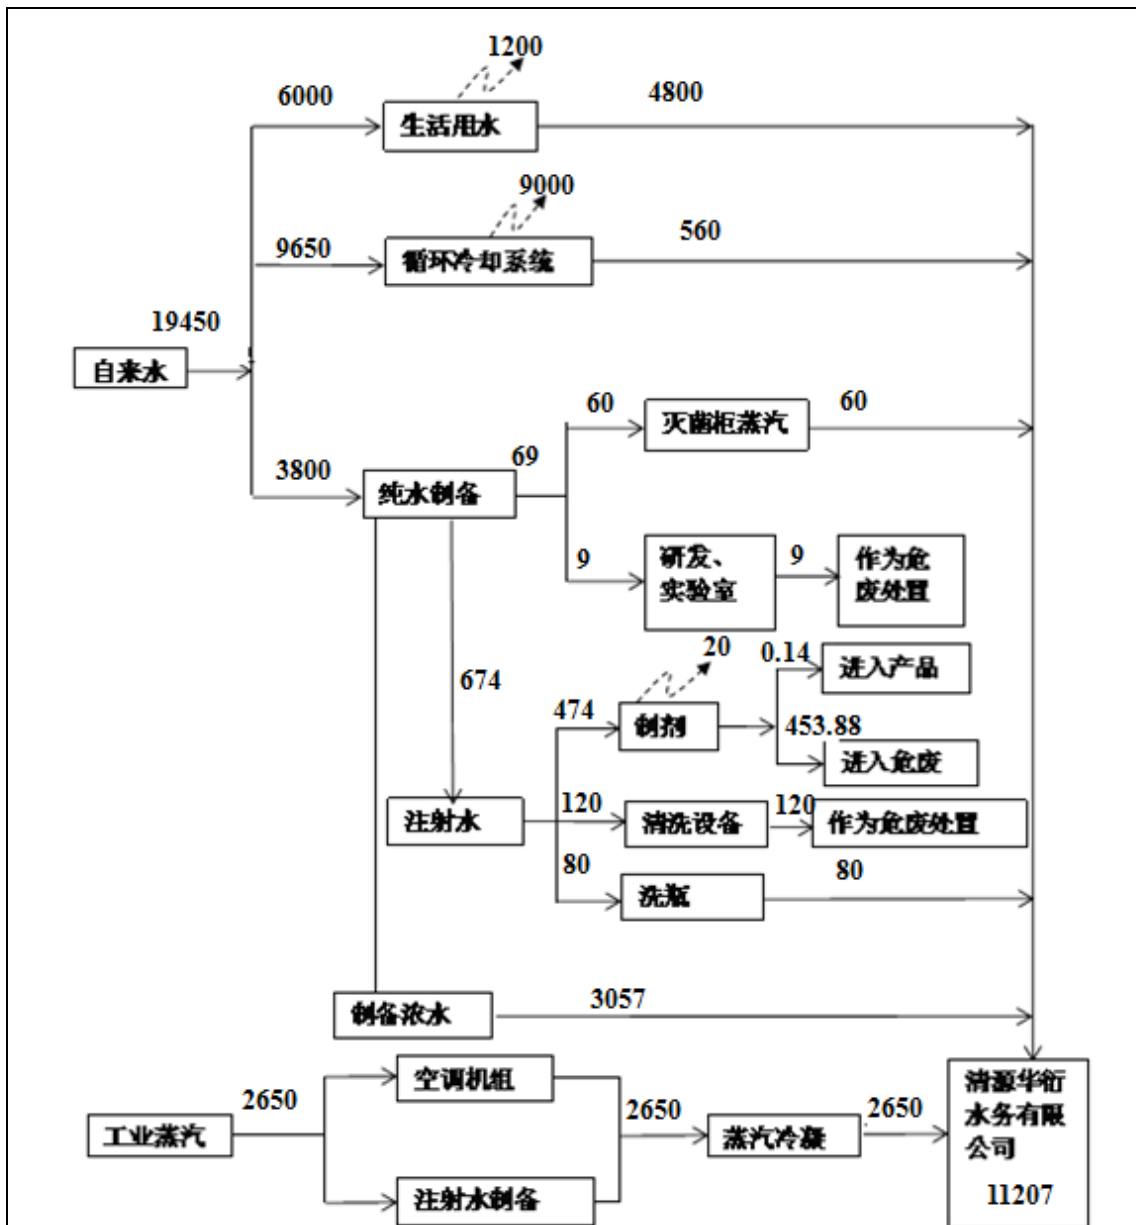 1200
6000
生活用水
4800
9000
9650
循环冷却系统
560
19450
自来水
60
灭菌柜蒸汽
60
3800
纯水制备
69
9
研发、
实验室
9
作为危
废处置
20
0.14
进入产品
674
474
制剂
453.88
进入危废
注射水
120
清洗设备
120
作为危废处置
80
洗瓶
80
制备浓水
3057
工业蒸汽
2650
空调机组
注射水制备
2650
蒸汽冷凝
2650
清源华衍
水务有限
公司
11207